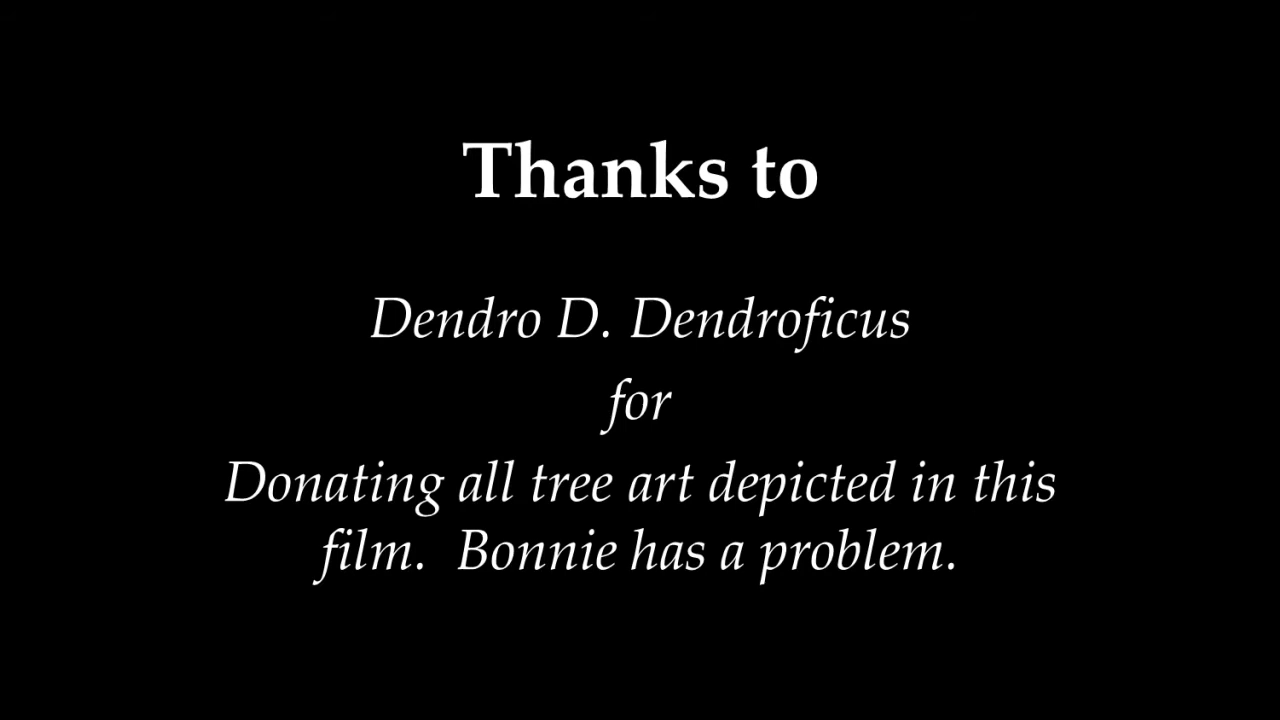 Thanks to
Dendro D. Dendroficus
for
Donating all tree art depicted in this
film.  Bonnie has a problem.